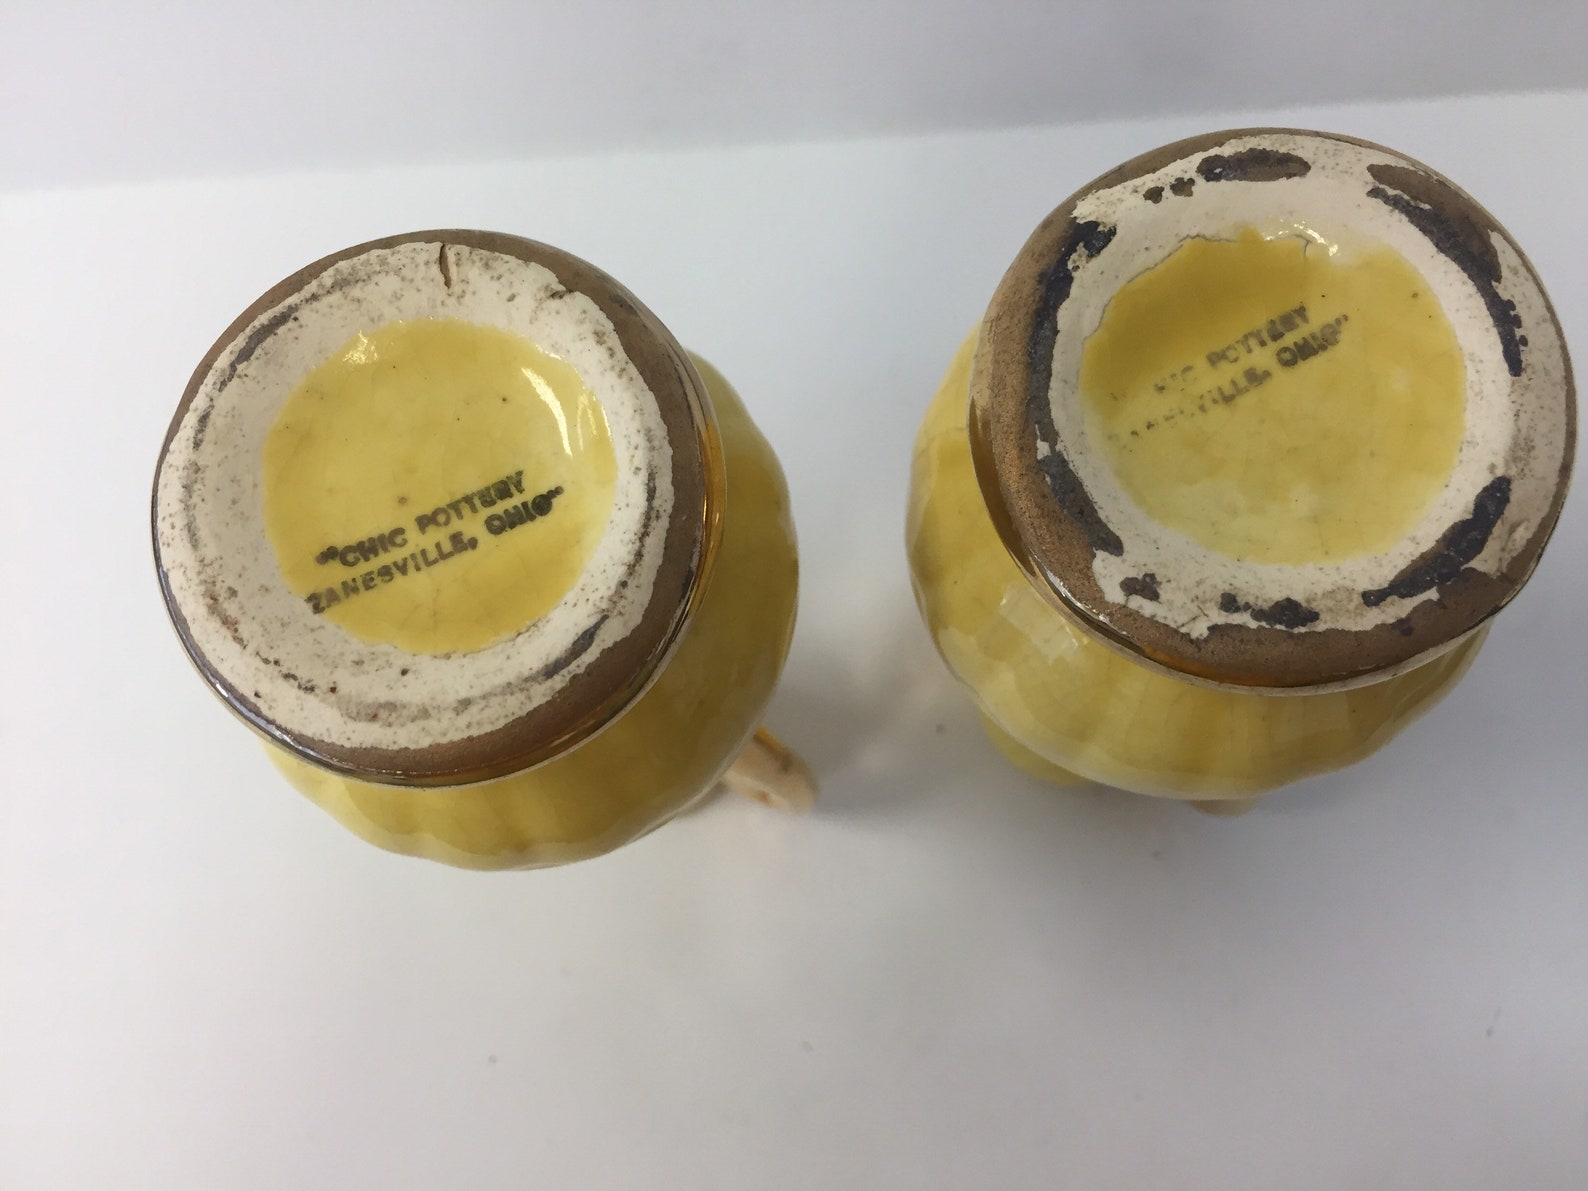 "CHIC POTTERY
ZANESVILLE, OHIO"
POTTERY
OHIO"